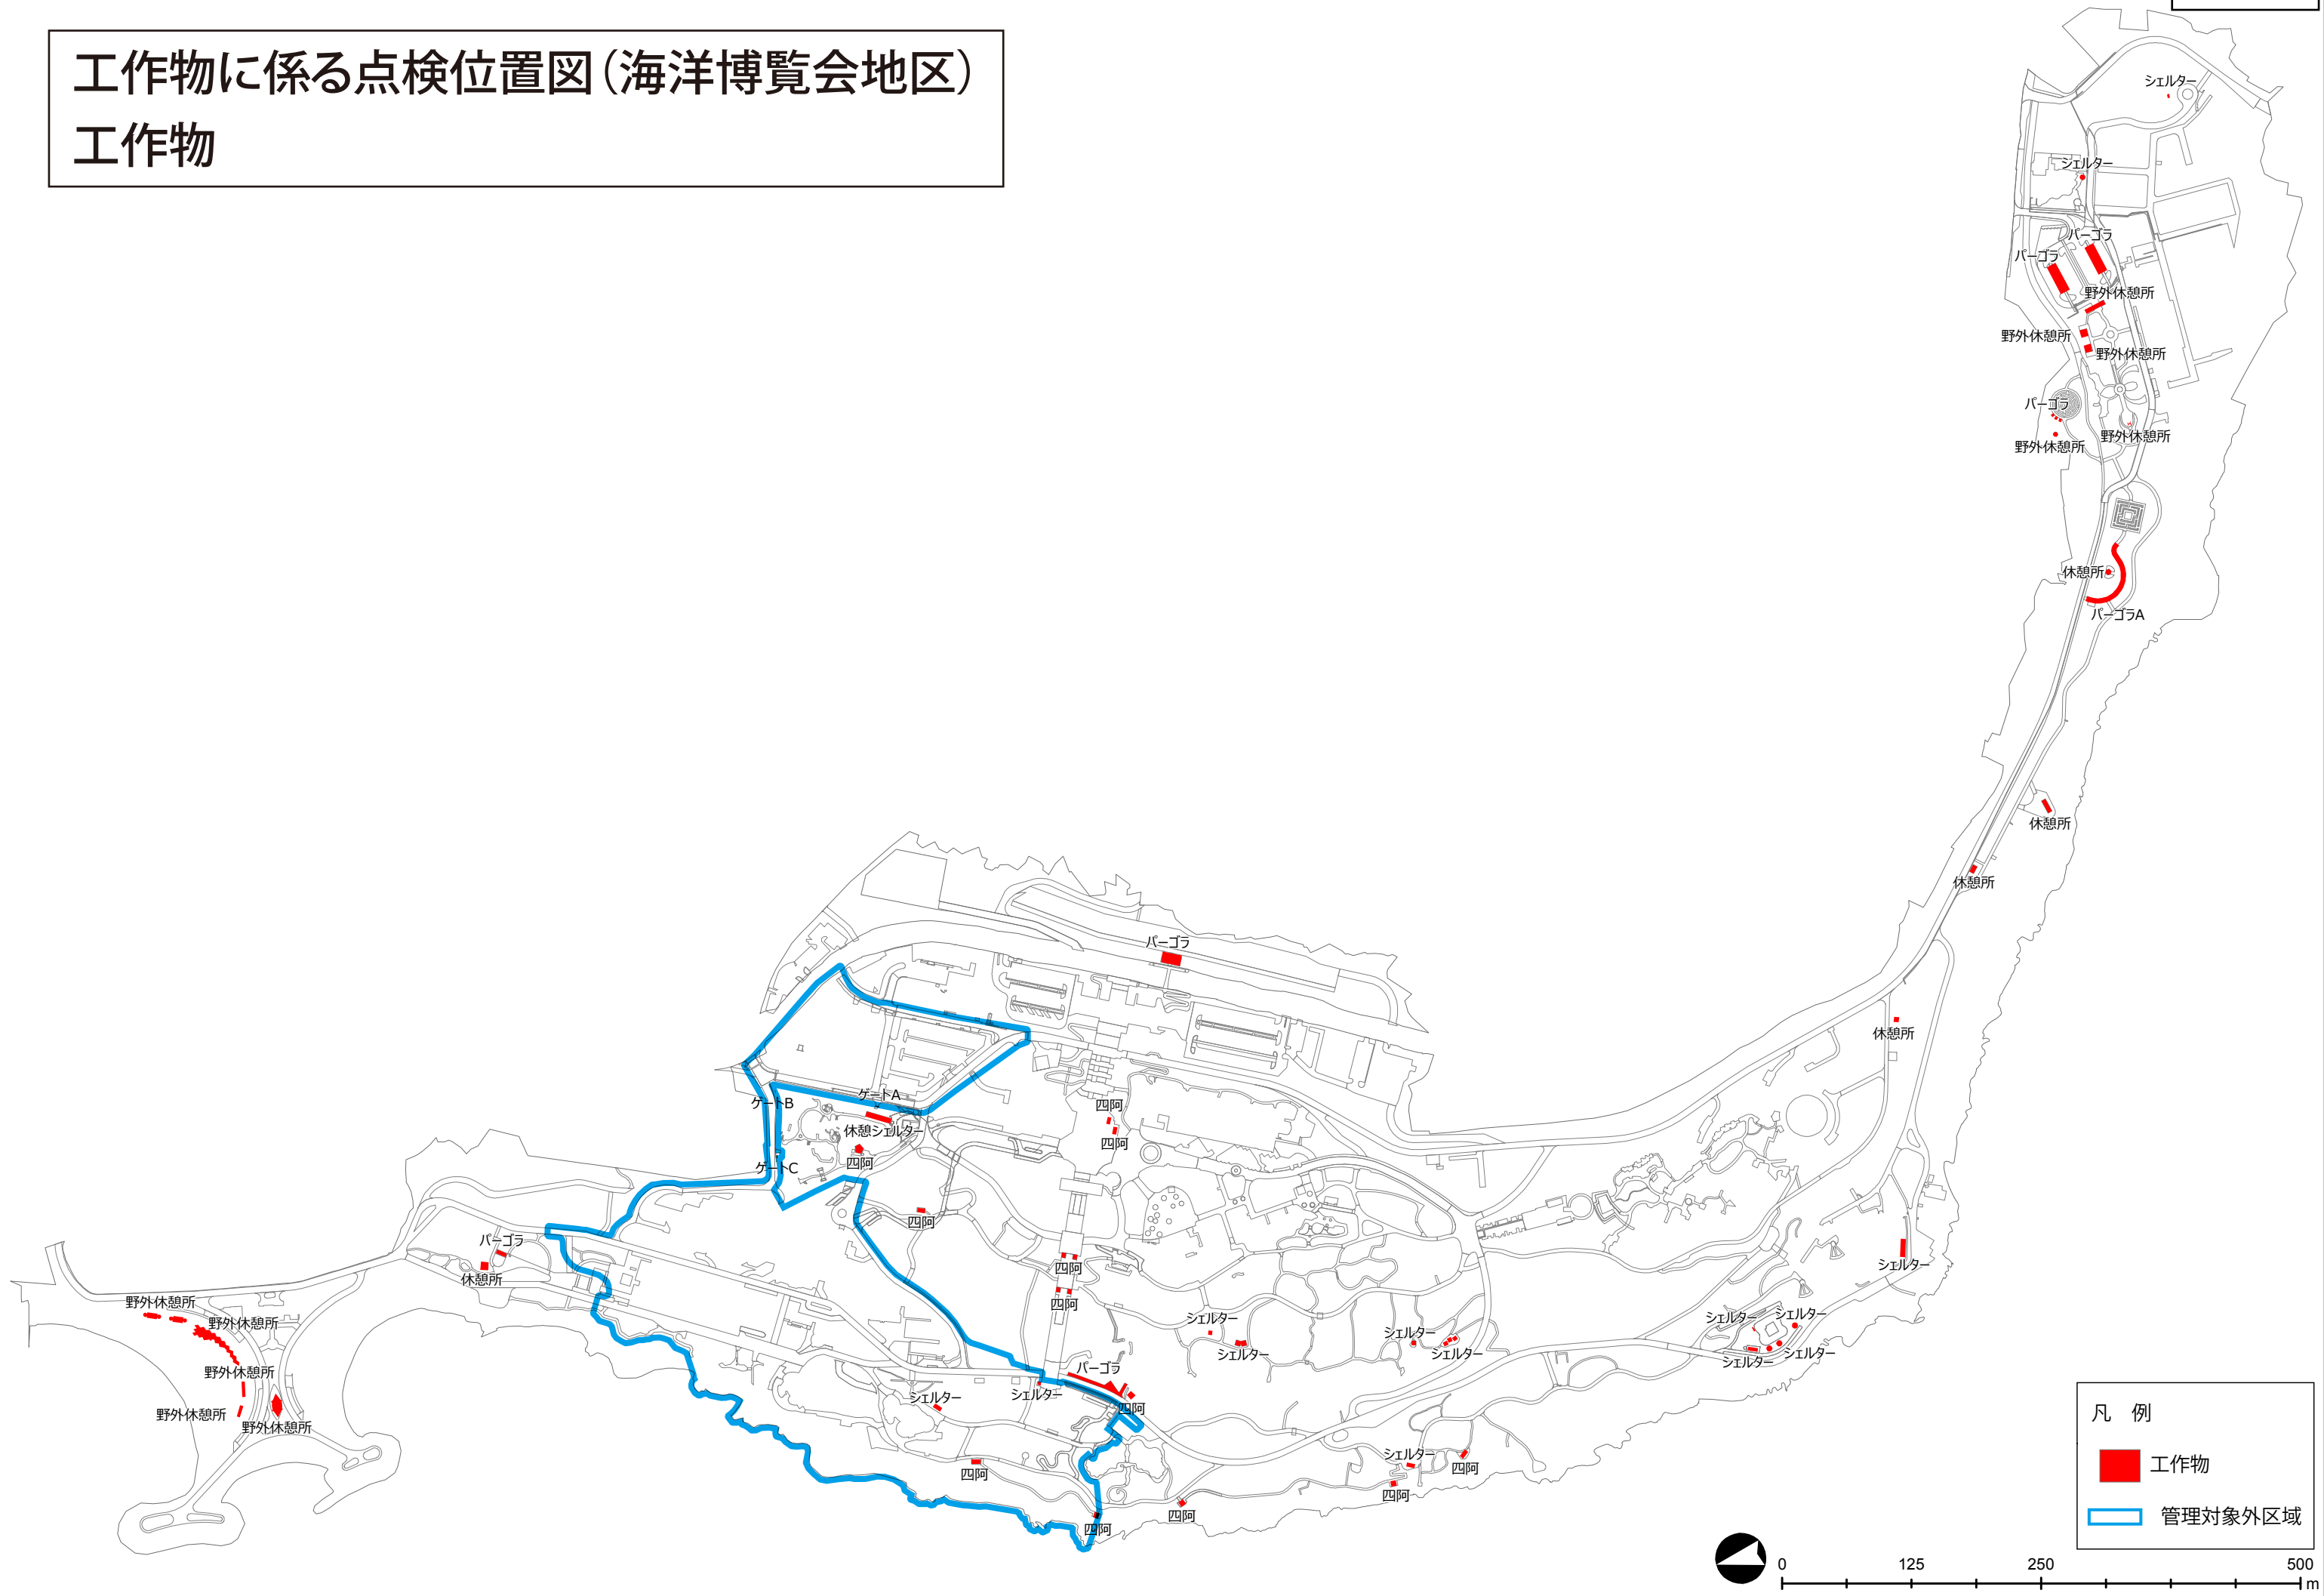 工作物に係る点検位置図（海洋博覧会地区）
工作物
シェルター
シェルター
パーゴラ
パーゴラ
野外休憩所
野外休憩所
野外休憩所
パーゴラ
野外休憩所
野外休憩所
休憩所
パーゴラA
休憩所
休憩所
パーゴラ
休憩所
ゲートA
ゲートB
四阿
休憩シェルター
四阿
四阿
ゲートC
四阿
パーゴラ
四阿
シェルター
休憩所
野外休憩所
四阿
野外休憩所
シェルター
シェルター
シェルター
シェルター
シェルター
シェルター
シェルター
シェルター
パーゴラ
野外休憩所
シェルター
シェルター
四阿
野外休憩所
野外休憩所
シェルター
四阿
四阿
四阿
四阿
四阿
凡　例
工作物
管理対象外区域
0 125 250 500
m